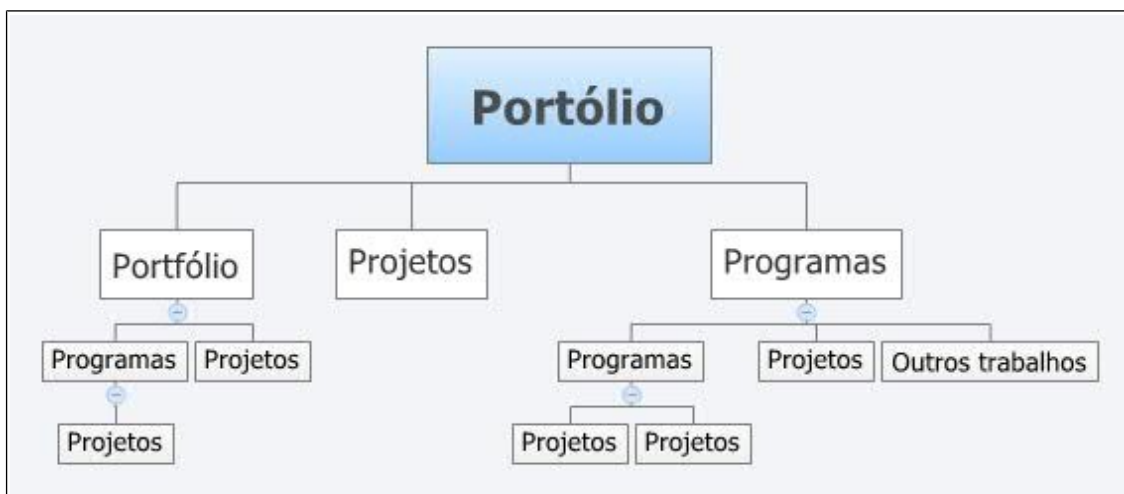 Portólio
Portfólio
Projetos
Programas
Programas
Projetos
Programas
Projetos
Outros trabalhos
Projetos
Projetos
Projetos